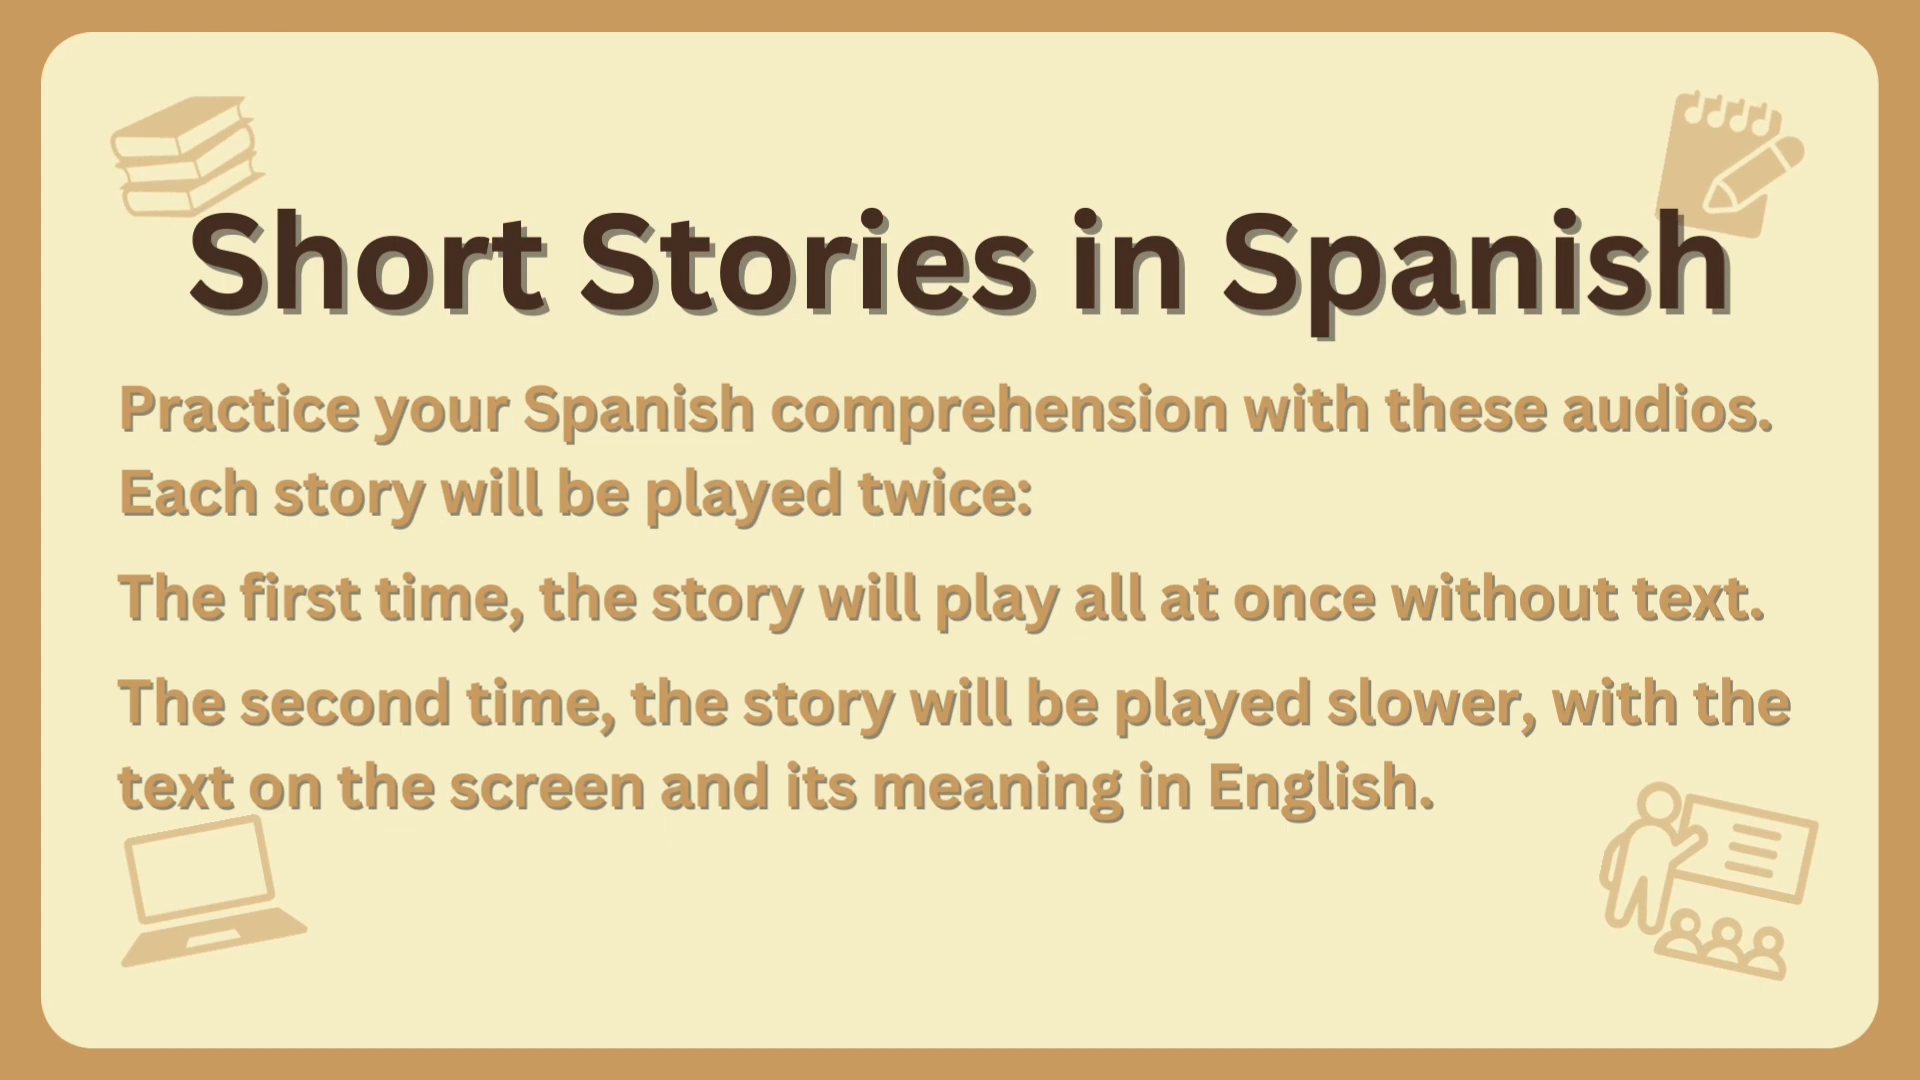 Short Stories in Spanish
Practice your Spanish comprehension with these audios.
Each story will be played twice:
The first time, the story will play all at once without text.
The second time, the story will be played slower, with the
text on the screen and its meaning in English.